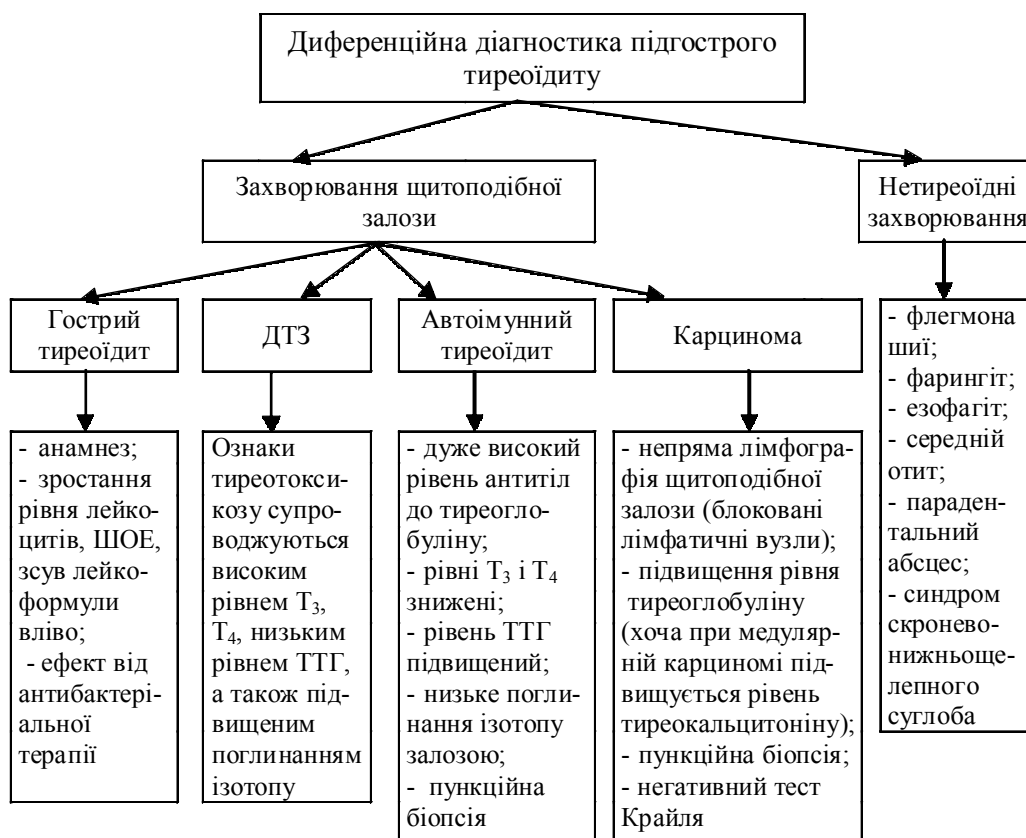 Диференційна діагностика підгострого
тиреоїдиту
Захворювання щитоподібної
залози
Нетиреоїдні
захворювання
Гострий
тиреоїдит
ДТЗ
Автоімунний
тиреоїдит
Карцинома
- анамнез;
- зростання
рівня лейко-
цитів, ШОЕ,
зсув лейко-
формули
вліво;
- ефект від
антибактері-
альної
терапії
Ознаки
тиреотокси-
козу супро-
воджуються
високим
рівнем Т3,
Т4, низьким
рівнем ТТГ,
а також під-
вищеним
поглинанням
ізотопу
- дуже високий
рівень антитіл
до тиреогло-
буліну;
- рівні Т3 і Т4
знижені;
- рівень ТТГ
підвищений;
- низьке погли-
нання ізотопу
залозою;
- пункційна
біопсія
- непряма лімфогра-
фія щитоподібної
залози (блоковані
лімфатичні вузли);
- підвищення рівня
тиреоглобуліну
(хоча при медуляр-
ній карциномі під-
вищується рівень
тиреокальцитоніну);
- пункційна біопсія;
- негативний тест
Крайля
- флегмона
шиї;
- фарингіт;
- езофагіт;
- середній
отит;
- параден-
тальний
абсцес;
- синдром
скронево-
нижньоще-
лепного
суглоба